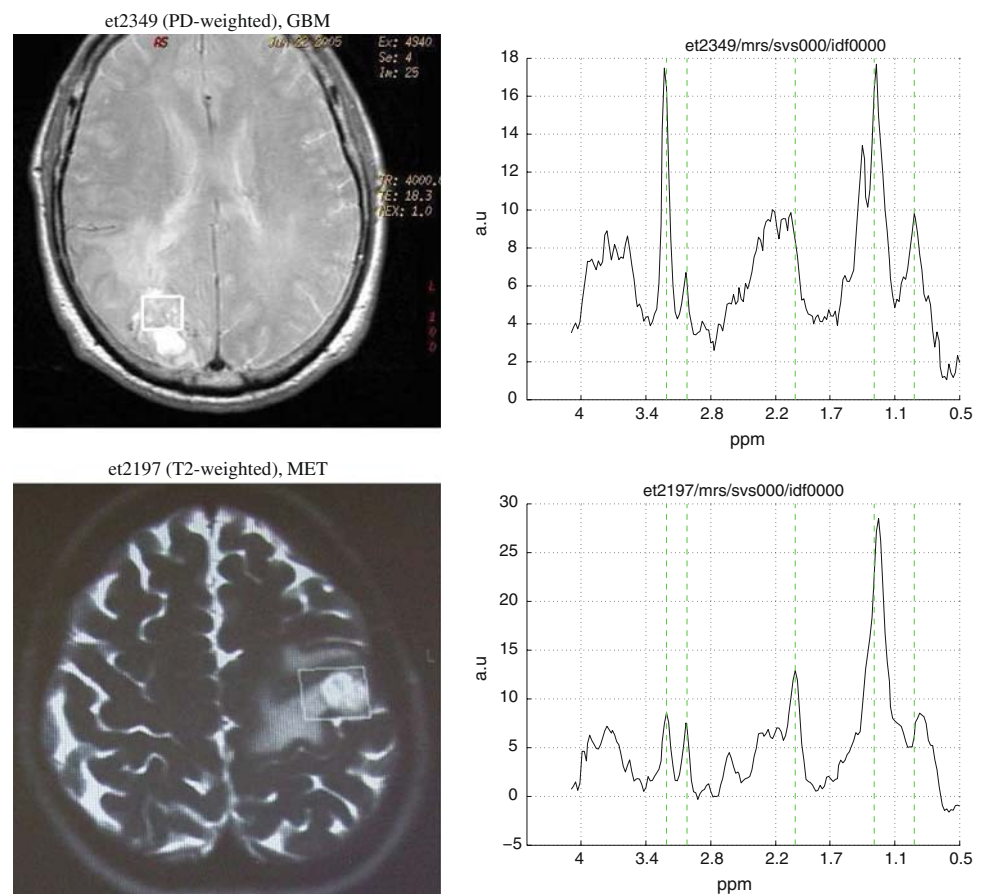 et2349 (PD-weighted), GBM
AS
Jun 22 2005
Ex: 4940
Se: 4
Im: 25
TR: 4000.
TE: 18.3
NEX: 1.0
L
et2349/mrs/svs000/idf0000
18
16
14
12
10
8
6
4
2
0
a.u
4 3.4 2.8 2.2 1.7 1.1 0.5
ppm
et2197 (T2-weighted), MET
L
et2197/mrs/svs000/idf0000
30
25
20
15
10
5
0
−5
a.u
4 3.4 2.8 2.2 1.7 1.1 0.5
ppm